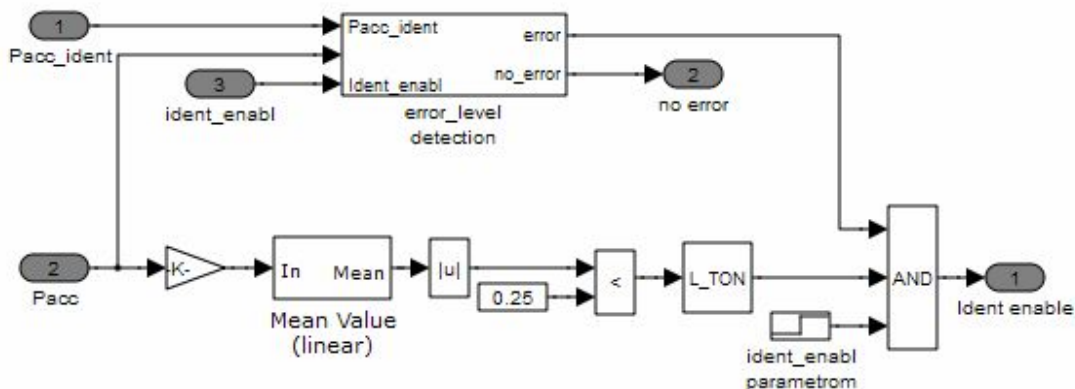 1
Pacc_ident
3
ident_enabl
Pacc_ident
Ident_enabl
error
no_error
error_level
detection
2
no error
2
Pacc
-K-
In
Mean
Mean Value
(linear)
|u|
0.25
<
L_TON
ident_enabl
parametrom
AND
1
Ident enable